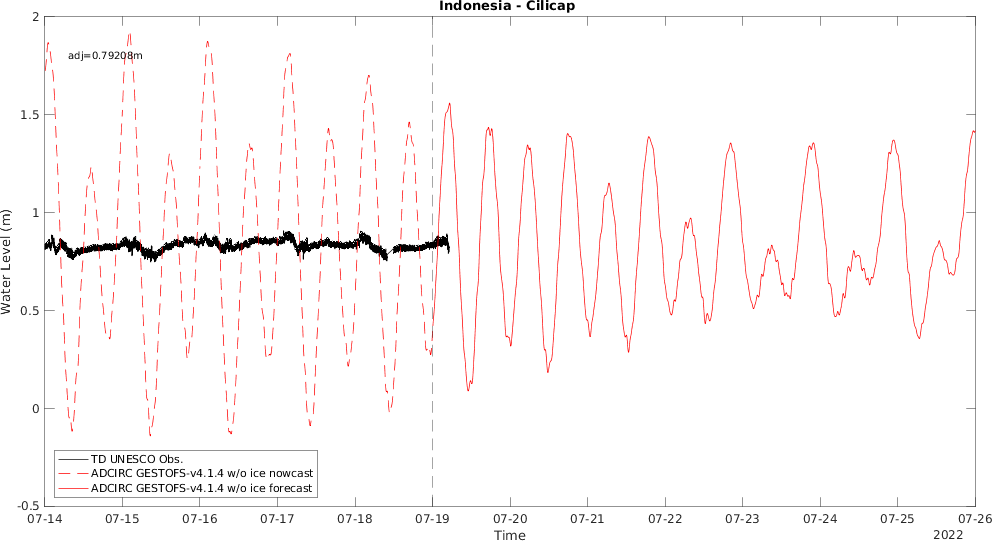 Indonesia - Cilicap
adj=0.79208m
Water Level (m)
2
1.5
1
0.5
0
-0.5
TD UNESCO Obs.
ADCIRC GESTOFS-v4.1.4 w/o ice nowcast
ADCIRC GESTOFS-v4.1.4 w/o ice forecast
07-14 07-15 07-16 07-17 07-18 07-19 07-20 07-21 07-22 07-23 07-24 07-25 07-26
Time
2022